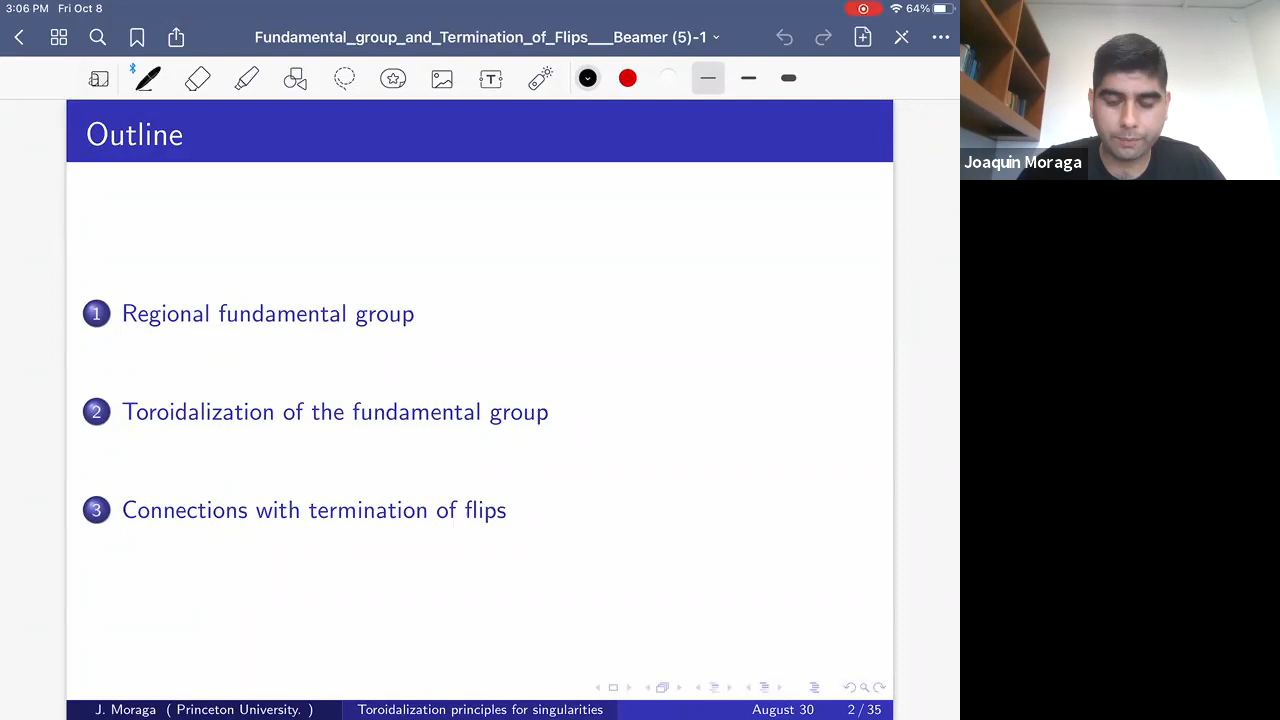 3:06 PM Fri Oct 8
64%
Fundamental_group_and_Termination_of_Flips___Beamer (5)-1
T
Outline
1 Regional fundamental group
2 Toroidalization of the fundamental group
3 Connections with termination of flips
J. Moraga ( Princeton University. ) Toroidalization principles for singularities August 30 2 / 35
Joaquin Moraga